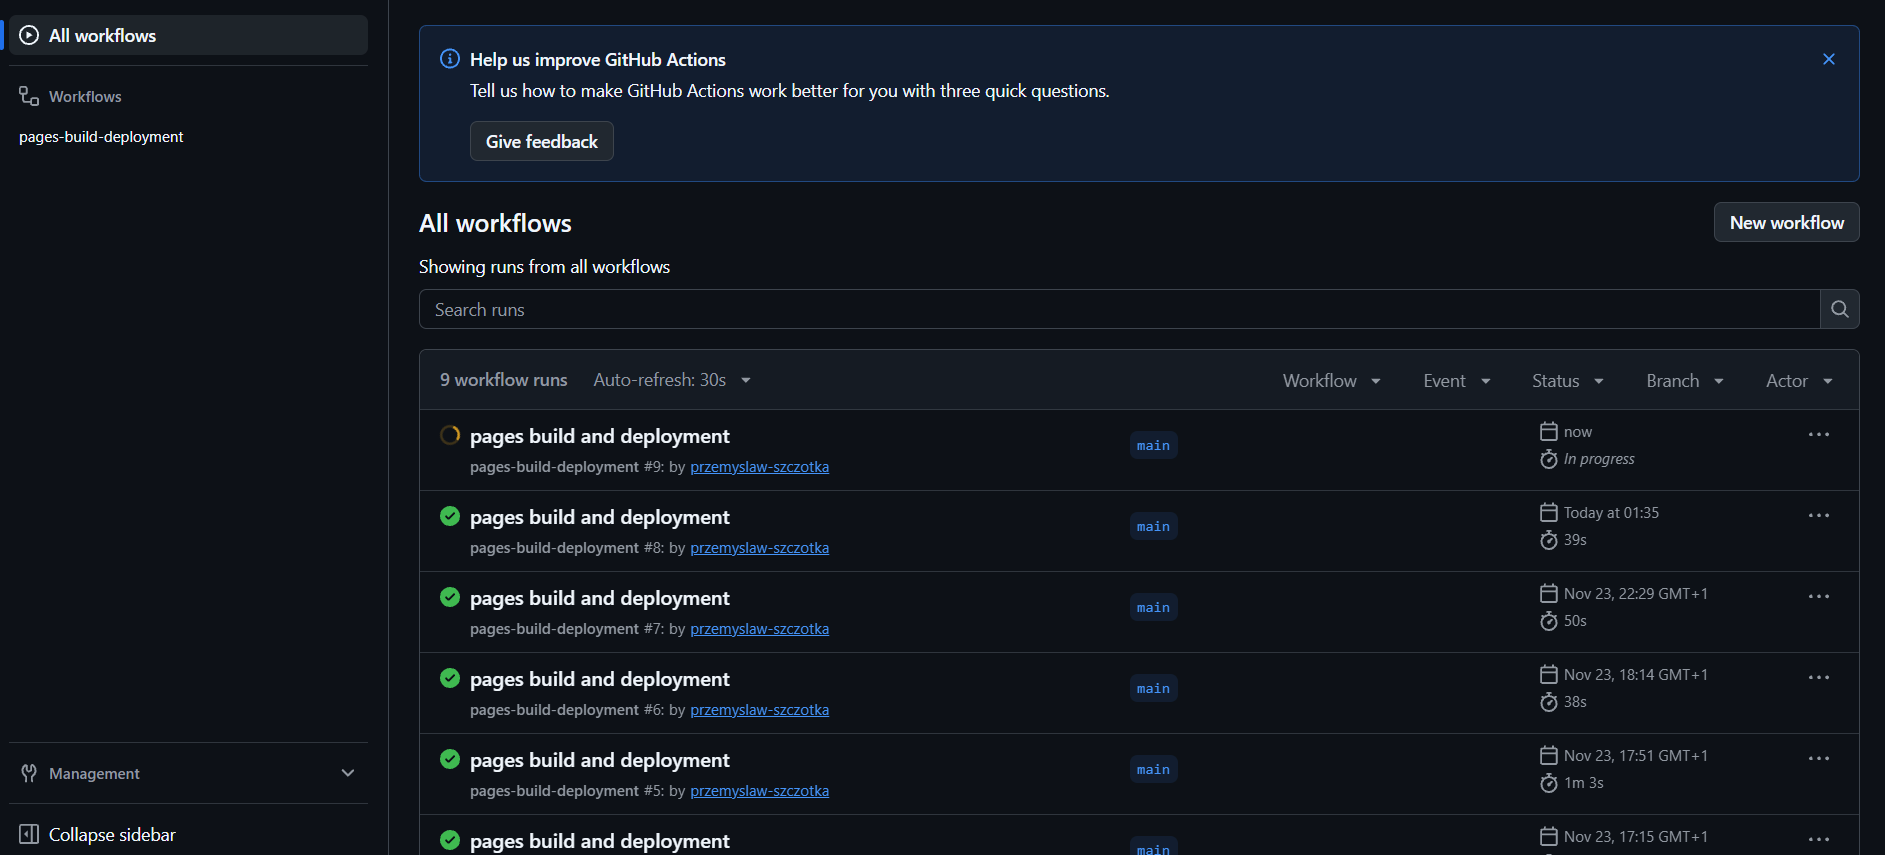 All workflows
Workflows
pages-build-deployment
Management
Collapse sidebar
Help us improve GitHub Actions
Tell us how to make GitHub Actions work better for you with three quick questions.
Give feedback
All workflows
New workflow
Showing runs from all workflows
Search runs
9 workflow runs Auto-refresh: 30s Workflow Event Status Branch Actor
pages build and deployment main now
pages-build-deployment #9: by przemyslaw-szczotka In progress
pages build and deployment main Today at 01:35
pages-build-deployment #8: by przemyslaw-szczotka 39s
pages build and deployment main Nov 23, 22:29 GMT+1
pages-build-deployment #7: by przemyslaw-szczotka 50s
pages build and deployment main Nov 23, 18:14 GMT+1
pages-build-deployment #6: by przemyslaw-szczotka 38s
pages build and deployment main Nov 23, 17:51 GMT+1
pages-build-deployment #5: by przemyslaw-szczotka 1m 3s
pages build and deployment main Nov 23, 17:15 GMT+1